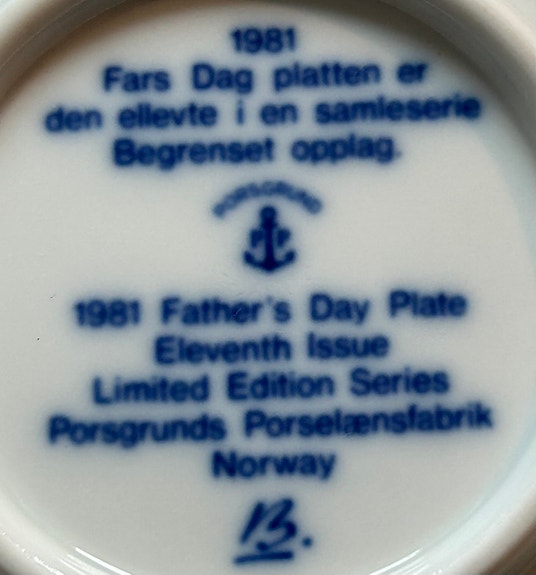 1981
Fars Dag platten er
den ellevte i en samleserie
Begrenset opplag.
PORSGRUND
P P
1981 Father's Day Plate
Eleventh Issue
Limited Edition Series
Porsgrunds Porselænsfabrik
Norway
B.